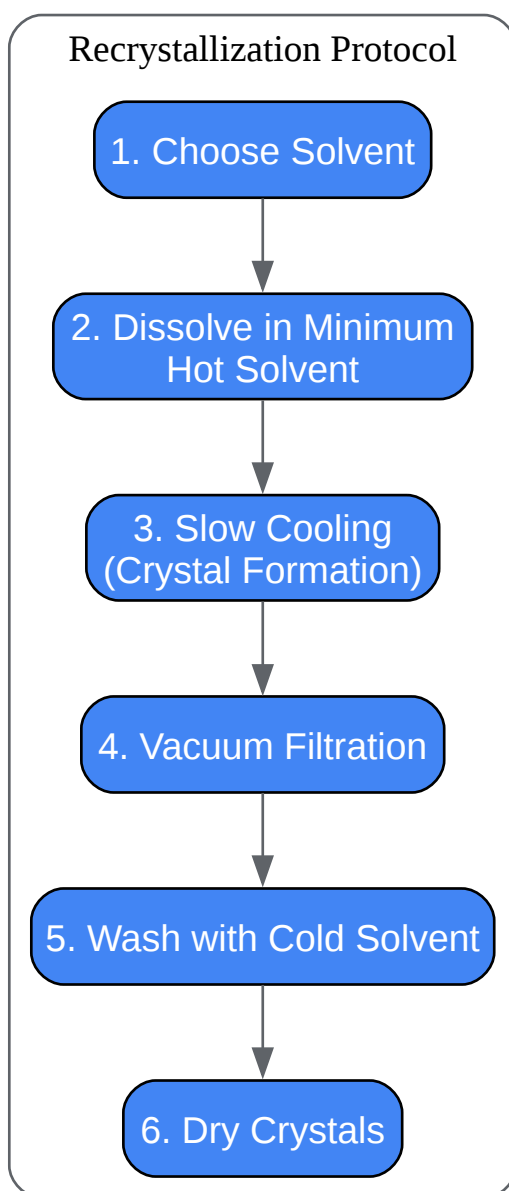 Recrystallization Protocol
1. Choose Solvent
2. Dissolve in Minimum
Hot Solvent
3. Slow Cooling
(Crystal Formation)
4. Vacuum Filtration
5. Wash with Cold Solvent
6. Dry Crystals